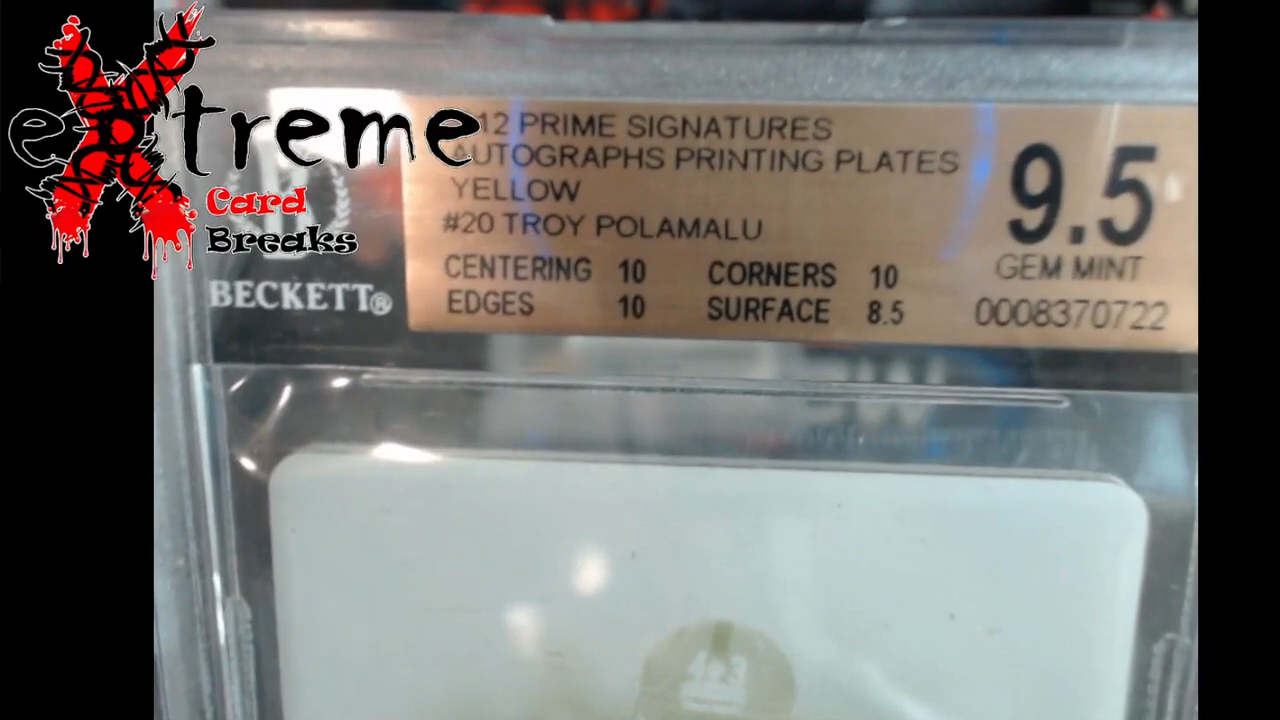 eXtreme
Card
Breaks
12 PRIME SIGNATURES
AUTOGRAPHS PRINTING PLATES
YELLOW
#20 TROY POLAMALU
CENTERING 10 CORNERS 10
EDGES 10 SURFACE 8.5
9.5
GEM MINT
0008370722
BECKETT®